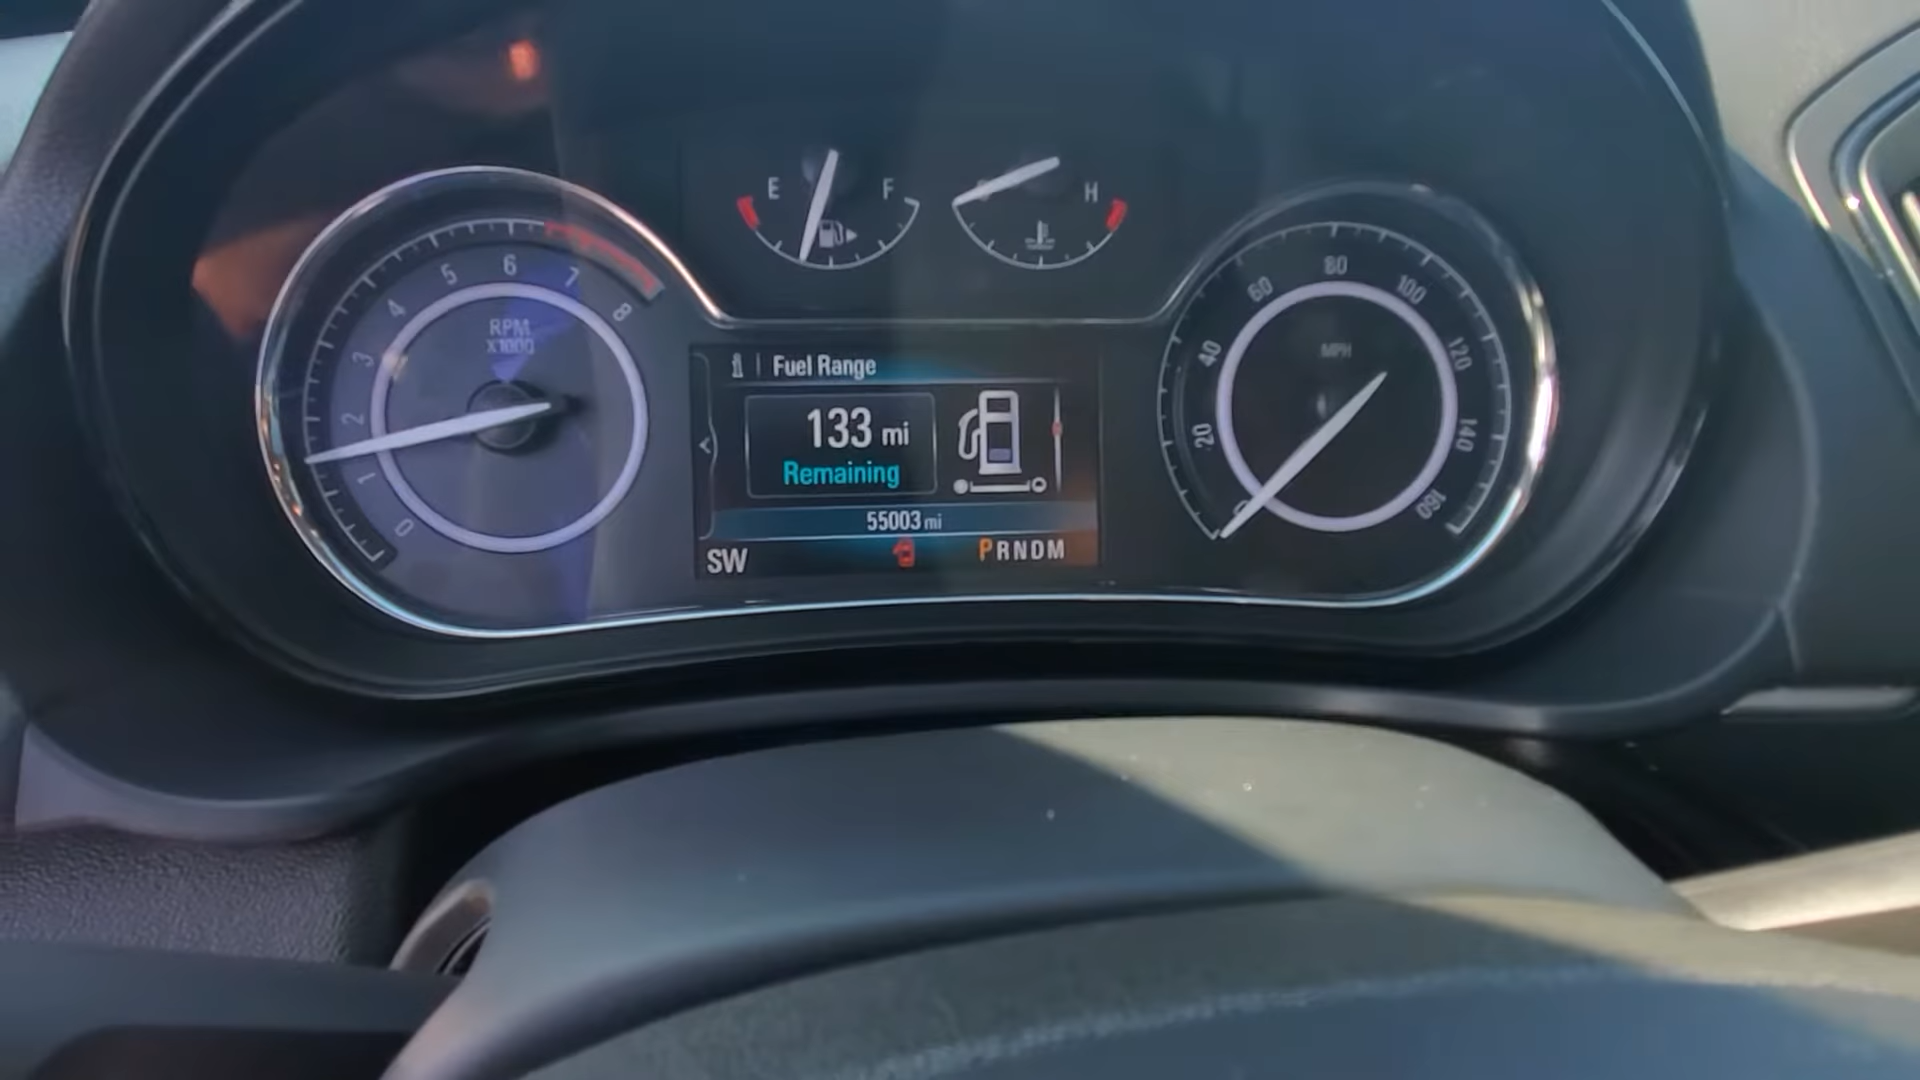 E F
H
0 1 2 3 4 5 6 7 8
RPM
X1000
i Fuel Range
133 mi
Remaining
55003 mi
SW
PRNDM
20 40 60 80 100 120 140 160
MPH